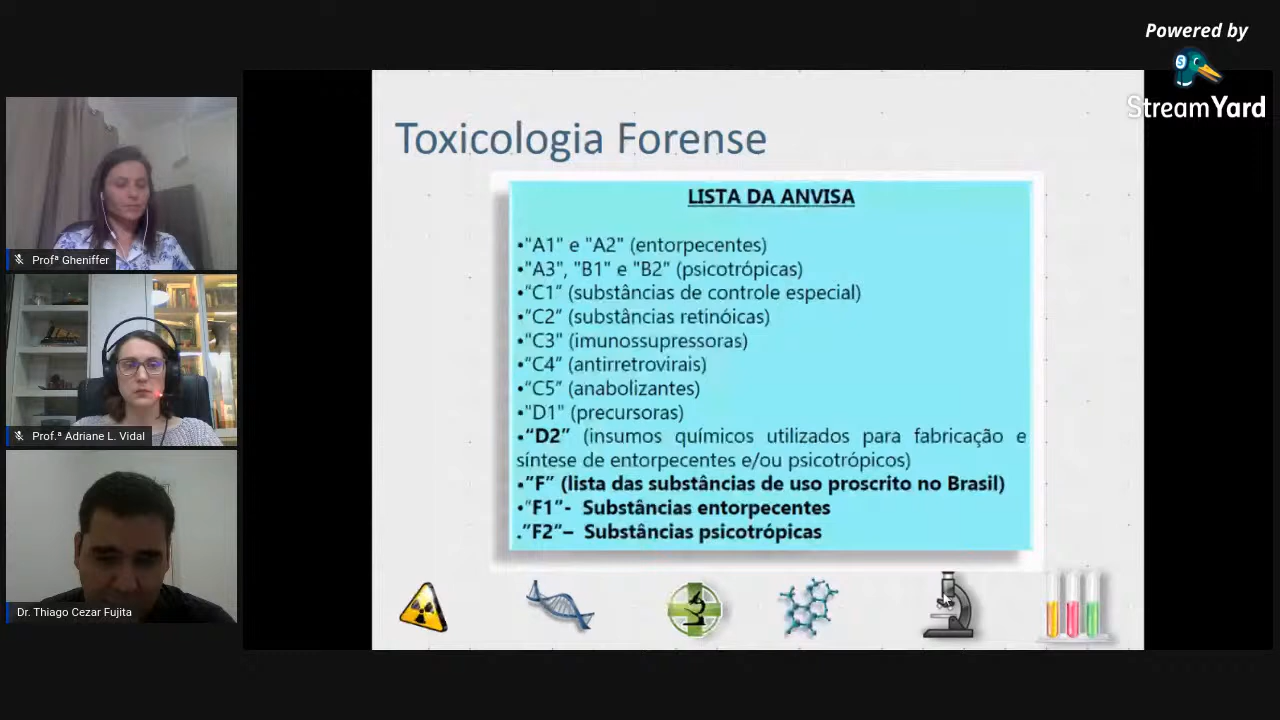 Powered by
StreamYard
Toxicologia Forense
LISTA DA ANVISA
•"A1" e "A2" (entorpecentes)
•"A3", "B1" e "B2" (psicotrópicas)
•"C1" (substâncias de controle especial)
•"C2" (substâncias retinóicas)
•"C3" (imunossupressoras)
•"C4" (antirretrovirais)
•"C5" (anabolizantes)
•"D1" (precursoras)
•"D2" (insumos químicos utilizados para fabricação e
síntese de entorpecentes e/ou psicotrópicos)
•"F" (lista das substâncias de uso proscrito no Brasil)
•"F1"- Substâncias entorpecentes
."F2"– Substâncias psicotrópicas
Profª Gheniffer
Prof.ª Adriane L. Vidal
Dr. Thiago Cezar Fujita